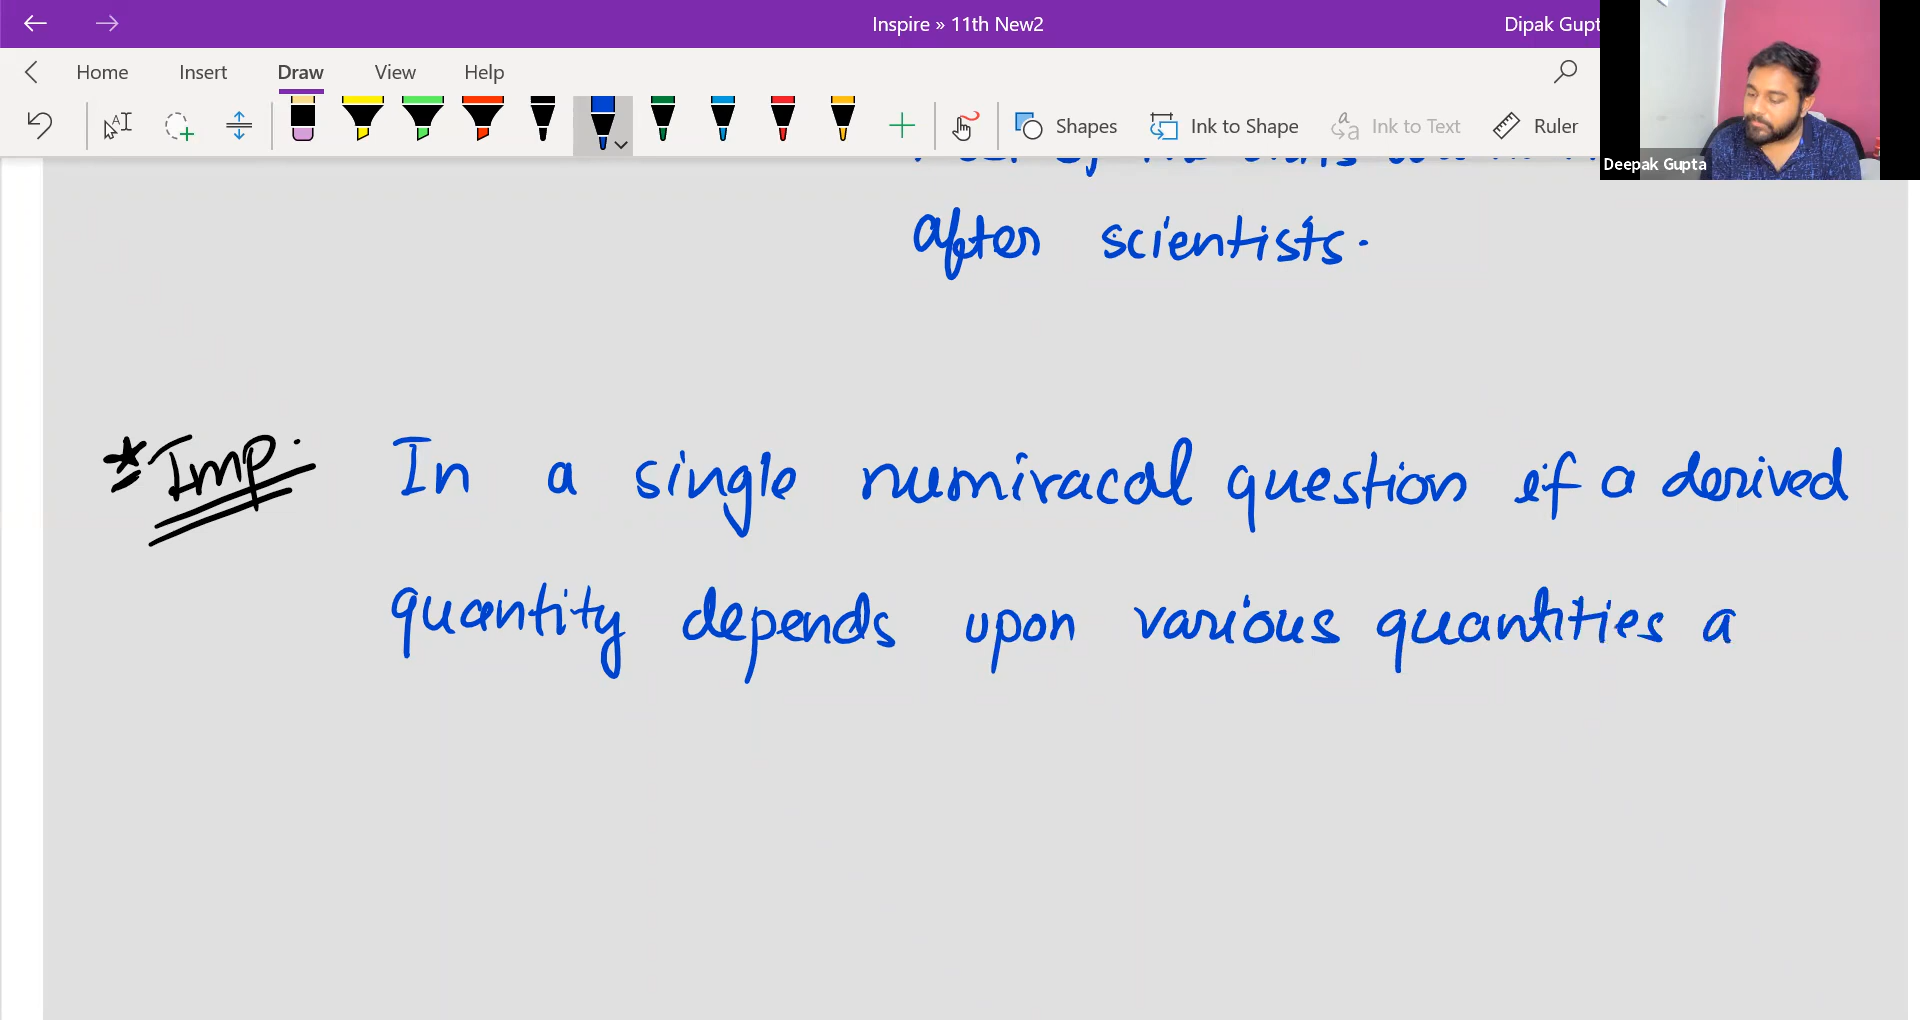 Inspire » 11th New2
Dipak Gupt
Home Insert Draw View Help
Shapes Ink to Shape Ink to Text Ruler
Deepak Gupta
after scientists.
*Imp. In a single numiracal question if a derived
quantity depends upon various quantities a